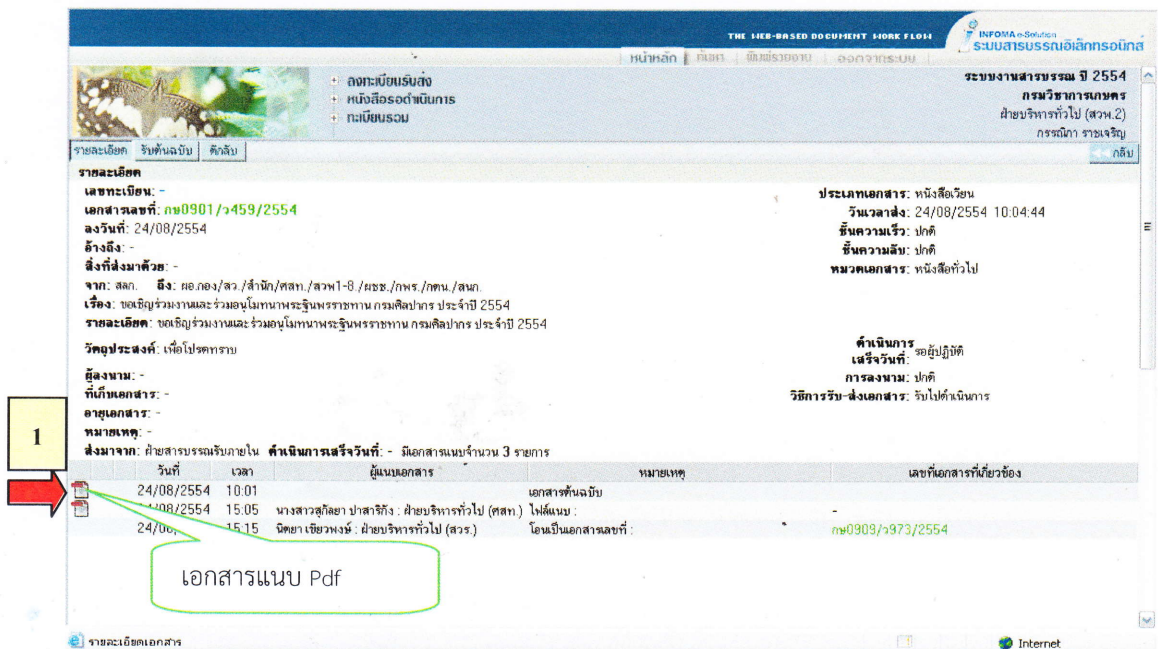 THE WEB-BASED DOCUMENT WORK FLOW
INFOMA e-Solution
ระบบสารบรรณอิเล็กทรอนิกส์
หน้าหลัก ค้นหา พิมพ์รายงาน ออกจากระบบ
ลงทะเบียนรับส่ง
หนังสือรอดำเนินการ
ทะเบียนรวม
ระบบงานสารบรรณ ปี 2554
กรมวิชาการเกษตร
ฝ่ายบริหารทั่วไป (สวพ.2)
กรรณิกา ราชเจริญ
รายละเอียด รับต้นฉบับ ตีกลับ
<< กลับ
รายละเอียด
เลขทะเบียน: -
ประเภทเอกสาร: หนังสือเวียน
เอกสารเลขที่: กษ0901/ว459/2554
วันเวลาส่ง: 24/08/2554 10:04:44
ลงวันที่: 24/08/2554
ชั้นความเร็ว: ปกติ
อ้างถึง: -
ชั้นความลับ: ปกติ
สิ่งที่ส่งมาด้วย: -
หมวดเอกสาร: หนังสือทั่วไป
จาก: สลก. ถึง: ผอ.กอง/สว./สำนัก/ศสท./สวพ1-8./ผชช./กพร./กตน./สนก.
เรื่อง: ขอเชิญร่วมงานและร่วมอนุโมทนาพระฐินพรราชทาน กรมศิลปากร ประจำปี 2554
รายละเอียด: ขอเชิญร่วมงานและร่วมอนุโมทนาพระฐินพรราชทาน กรมศิลปากร ประจำปี 2554
วัตถุประสงค์: เพื่อโปรดทราบ
ดำเนินการ
เสร็จวันที่: รอผู้ปฏิบัติ
ผู้ลงนาม: -
การลงนาม: ปกติ
ที่เก็บเอกสาร: -
วิธีการรับ-ส่งเอกสาร: รับไปดำเนินการ
อายุเอกสาร: -
หมายเหตุ: -
1
ส่งมาจาก: ฝ่ายสารบรรณรับภายใน ดำเนินการเสร็จวันที่: - มีเอกสารแนบจำนวน 3 รายการ
วันที่ เวลา ผู้แนบเอกสาร หมายเหตุ เลขที่เอกสารที่เกี่ยวข้อง
24/08/2554 10:01 เอกสารต้นฉบับ
/08/2554 15:05 นางสาวสุกัลยา ปาสาริกัง : ฝ่ายบริหารทั่วไป (ศสท.) ไฟล์แนบ : -
24/08, 15:15 นิตยา เขียวพงษ์ : ฝ่ายบริหารทั่วไป (สวร.) โอนเป็นเอกสารเลขที่ : กษ0909/ว973/2554
เอกสารแนบ Pdf
รายละเอียดเอกสาร
Internet